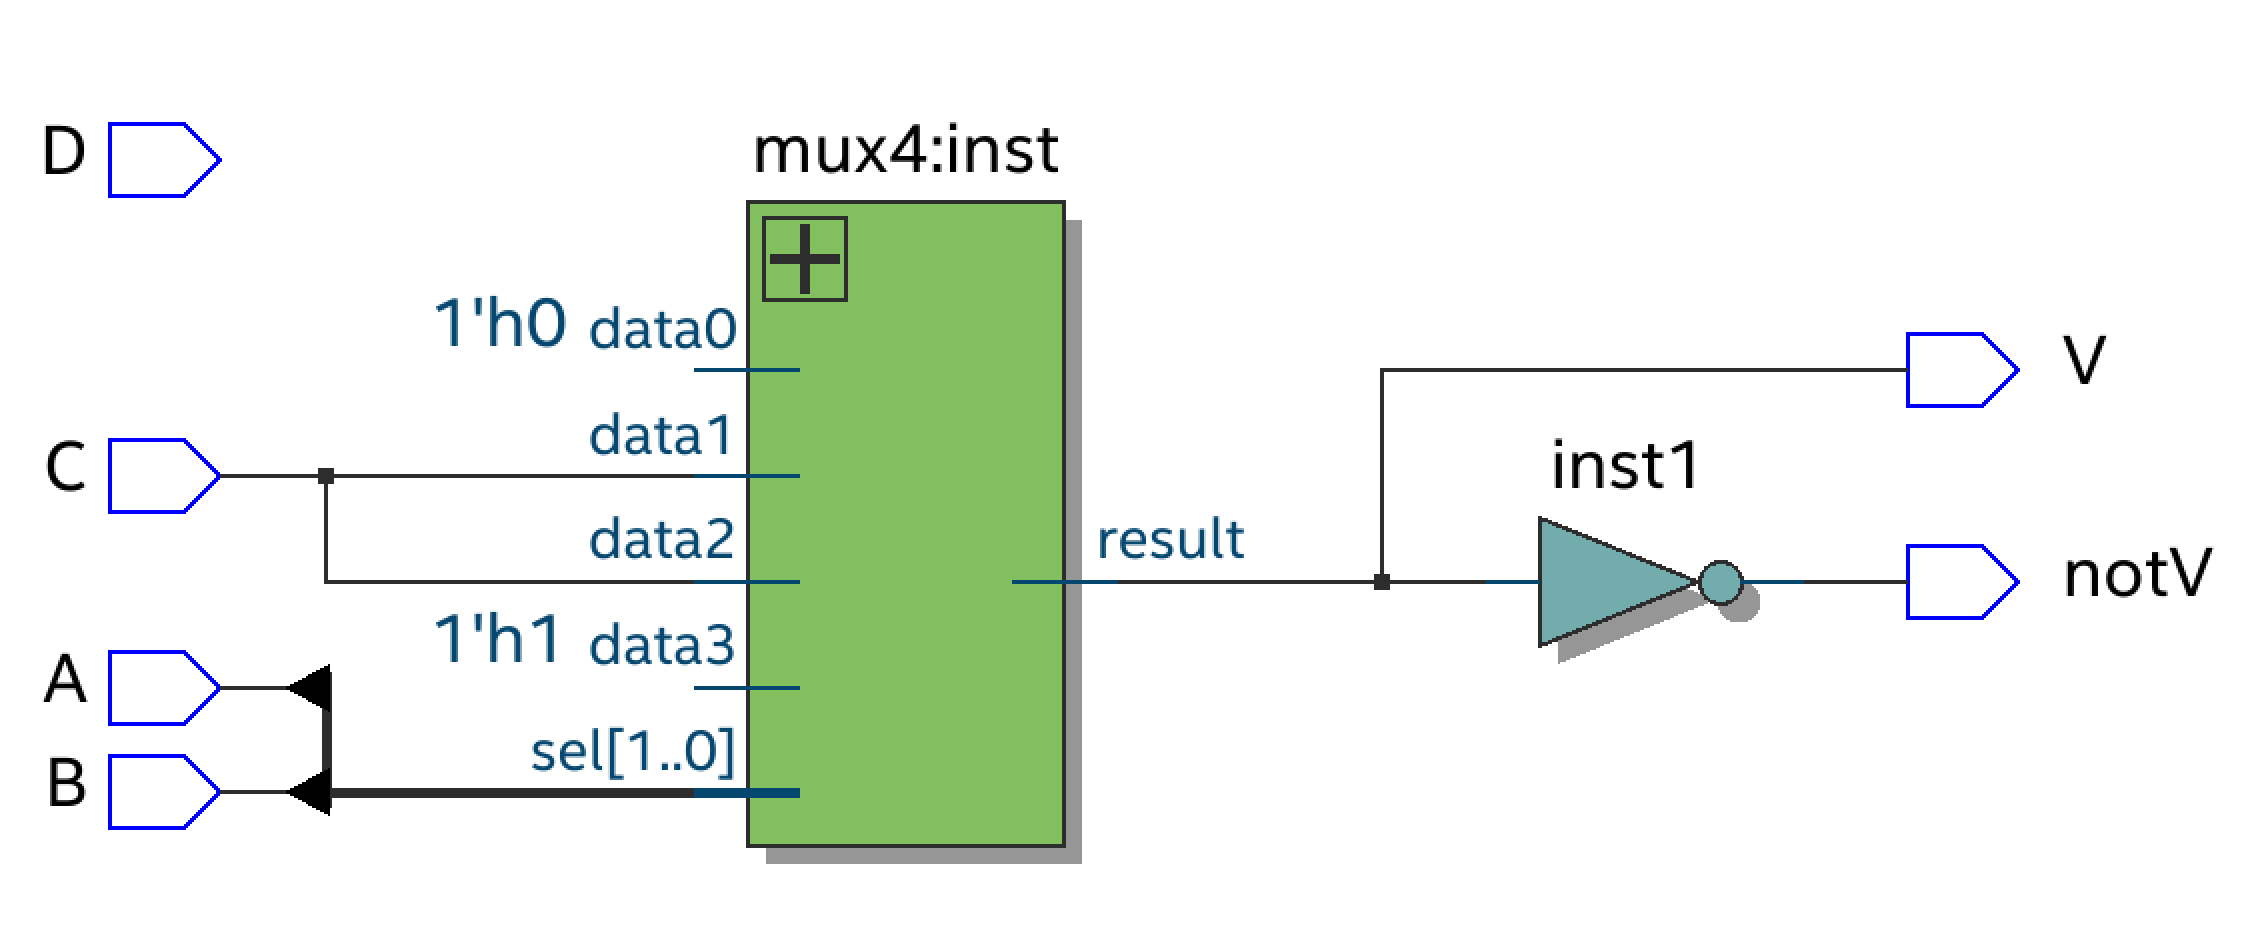 D
mux4:inst
1'h0 data0
V
C
data1
inst1
data2
result
notV
1'h1 data3
A
sel[1..0]
B